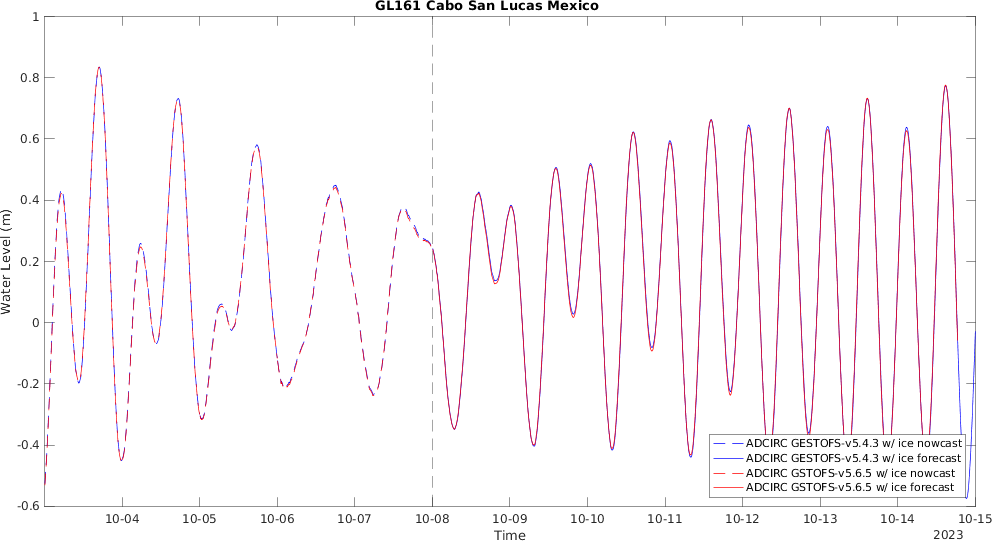 GL161 Cabo San Lucas Mexico
Water Level (m)
1
0.8
0.6
0.4
0.2
0
-0.2
-0.4
-0.6
ADCIRC GESTOFS-v5.4.3 w/ ice nowcast
ADCIRC GESTOFS-v5.4.3 w/ ice forecast
ADCIRC GSTOFS-v5.6.5 w/ ice nowcast
ADCIRC GSTOFS-v5.6.5 w/ ice forecast
10-04 10-05 10-06 10-07 10-08 10-09 10-10 10-11 10-12 10-13 10-14 10-15
Time
2023